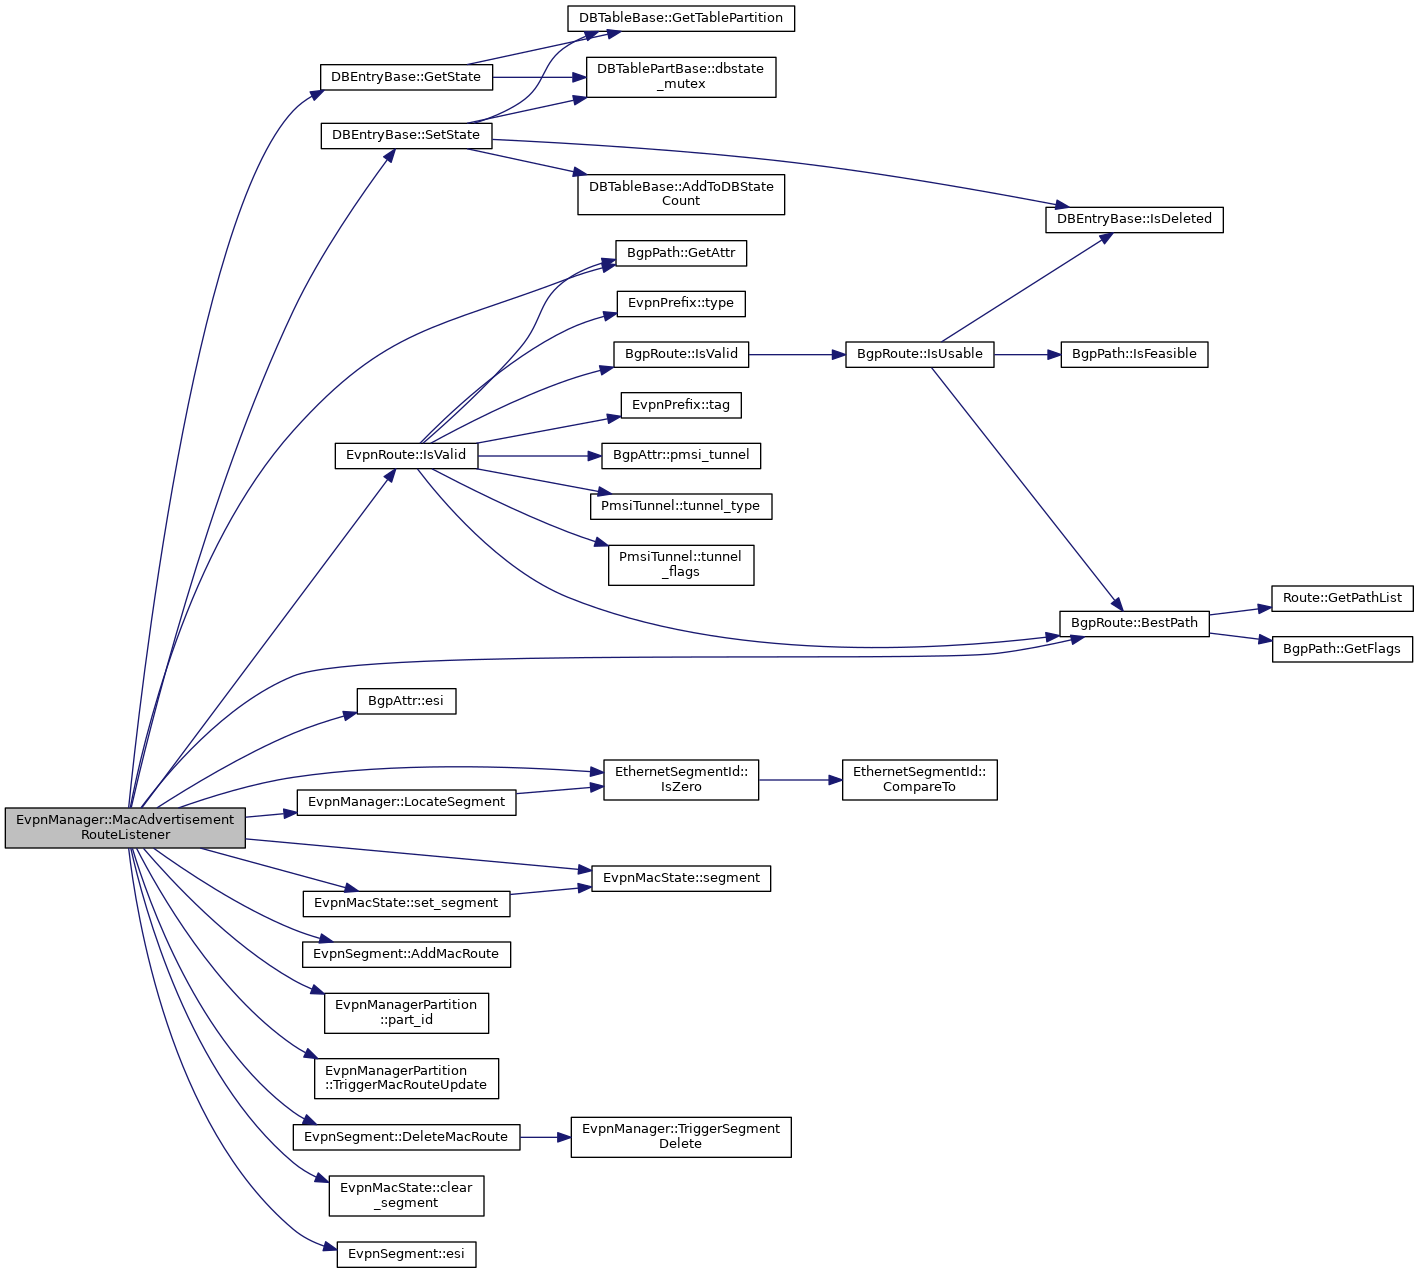 DBTableBase::GetTablePartition
DBEntryBase::GetState
DBTablePartBase::dbstate
_mutex
DBEntryBase::SetState
DBTableBase::AddToDBState
Count
DBEntryBase::IsDeleted
BgpPath::GetAttr
EvpnPrefix::type
BgpRoute::IsValid
BgpRoute::IsUsable
BgpPath::IsFeasible
EvpnPrefix::tag
EvpnRoute::IsValid
BgpAttr::pmsi_tunnel
PmsiTunnel::tunnel_type
PmsiTunnel::tunnel
_flags
Route::GetPathList
BgpRoute::BestPath
BgpPath::GetFlags
BgpAttr::esi
EthernetSegmentId::
IsZero
EthernetSegmentId::
CompareTo
EvpnManager::LocateSegment
EvpnManager::MacAdvertisement
RouteListener
EvpnMacState::segment
EvpnMacState::set_segment
EvpnSegment::AddMacRoute
EvpnManagerPartition
::part_id
EvpnManagerPartition
::TriggerMacRouteUpdate
EvpnSegment::DeleteMacRoute
EvpnManager::TriggerSegment
Delete
EvpnMacState::clear
_segment
EvpnSegment::esi